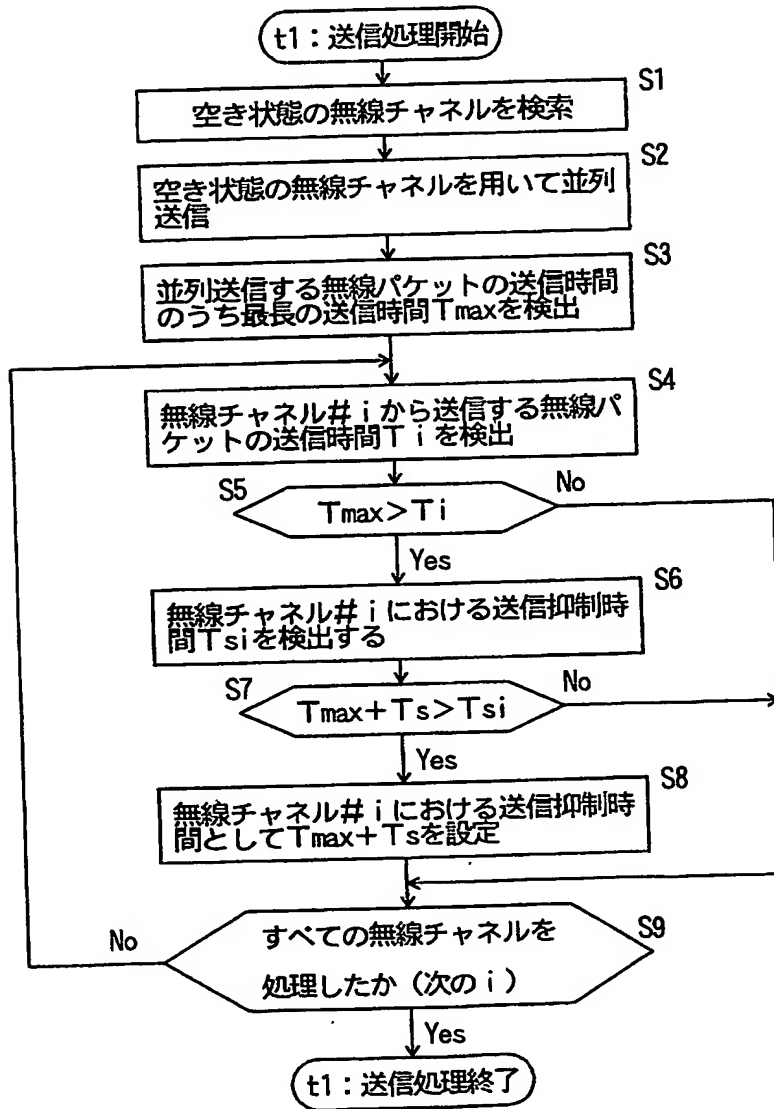 t1:送信処理開始
S1
空き状態の無線チャネルを検索
S2
空き状態の無線チャネルを用いて並列
送信
S3
並列送信する無線パケットの送信時間
のうち最長の送信時間Tmaxを検出
S4
無線チャネル#iから送信する無線パ
ケットの送信時間Tiを検出
S5
Tmax>Ti
No
Yes
S6
無線チャネル#iにおける送信抑制時
間Tsiを検出する
S7
Tmax+Ts>Tsi
No
Yes
S8
無線チャネル#iにおける送信抑制時
間としてTmax+Tsを設定
S9
No
すべての無線チャネルを
処理したか(次のi)
Yes
t1:送信処理終了